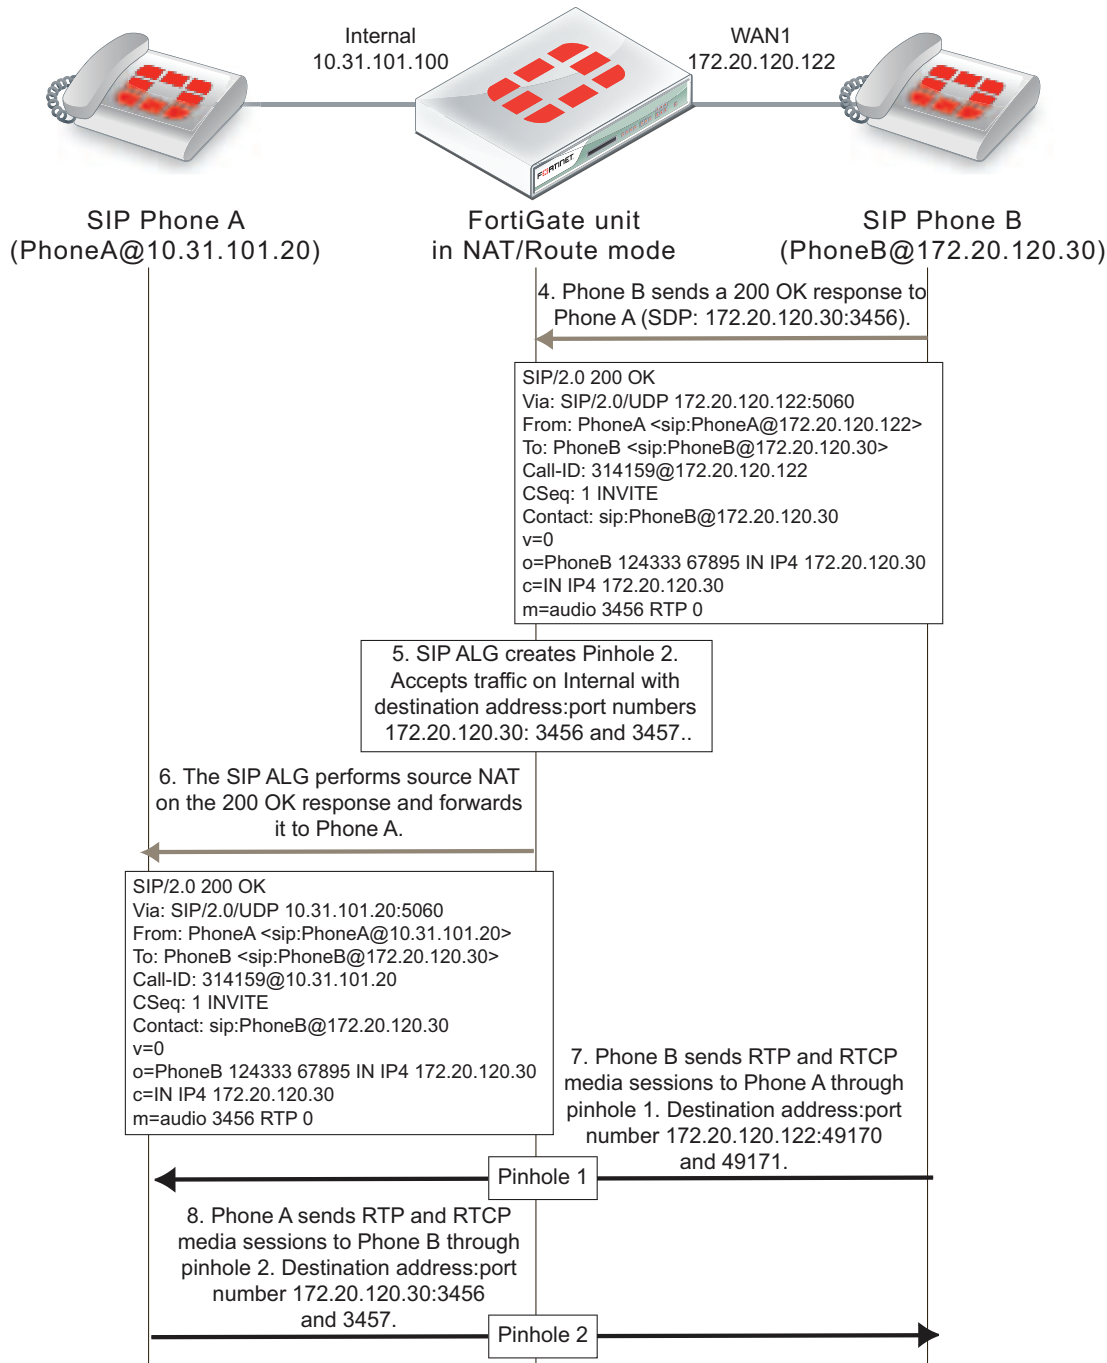 Internal
10.31.101.100
WAN1
172.20.120.122
FORTINET
SIP Phone A
(PhoneA@10.31.101.20)
FortiGate unit
in NAT/Route mode
SIP Phone B
(PhoneB@172.20.120.30)
4. Phone B sends a 200 OK response to
Phone A (SDP: 172.20.120.30:3456).
SIP/2.0 200 OK
Via: SIP/2.0/UDP 172.20.120.122:5060
From: PhoneA <sip:PhoneA@172.20.120.122>
To: PhoneB <sip:PhoneB@172.20.120.30>
Call-ID: 314159@172.20.120.122
CSeq: 1 INVITE
Contact: sip:PhoneB@172.20.120.30
v=0
o=PhoneB 124333 67895 IN IP4 172.20.120.30
c=IN IP4 172.20.120.30
m=audio 3456 RTP 0
5. SIP ALG creates Pinhole 2.
Accepts traffic on Internal with
destination address:port numbers
172.20.120.30: 3456 and 3457..
6. The SIP ALG performs source NAT
on the 200 OK response and forwards
it to Phone A.
SIP/2.0 200 OK
Via: SIP/2.0/UDP 10.31.101.20:5060
From: PhoneA <sip:PhoneA@10.31.101.20>
To: PhoneB <sip:PhoneB@172.20.120.30>
Call-ID: 314159@10.31.101.20
CSeq: 1 INVITE
Contact: sip:PhoneB@172.20.120.30
v=0
o=PhoneB 124333 67895 IN IP4 172.20.120.30
c=IN IP4 172.20.120.30
m=audio 3456 RTP 0
7. Phone B sends RTP and RTCP
media sessions to Phone A through
pinhole 1. Destination address:port
number 172.20.120.122:49170
and 49171.
Pinhole 1
8. Phone A sends RTP and RTCP
media sessions to Phone B through
pinhole 2. Destination address:port
number 172.20.120.30:3456
and 3457.
Pinhole 2